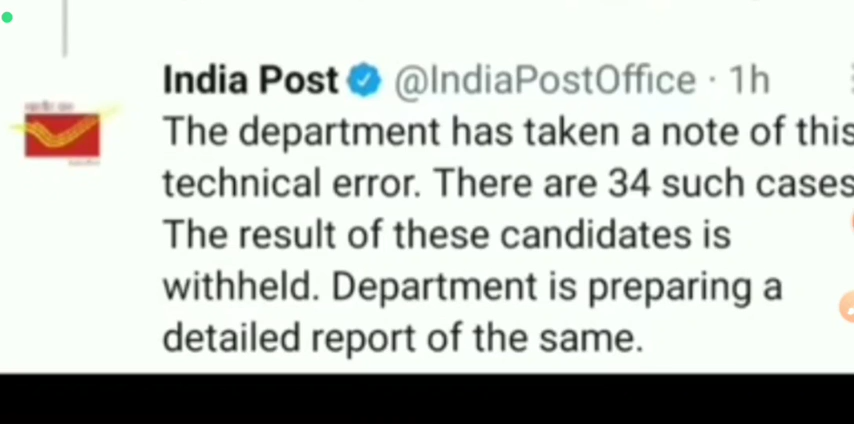 India Post @IndiaPostOffice · 1h
The department has taken a note of this
technical error. There are 34 such cases
The result of these candidates is
withheld. Department is preparing a
detailed report of the same.